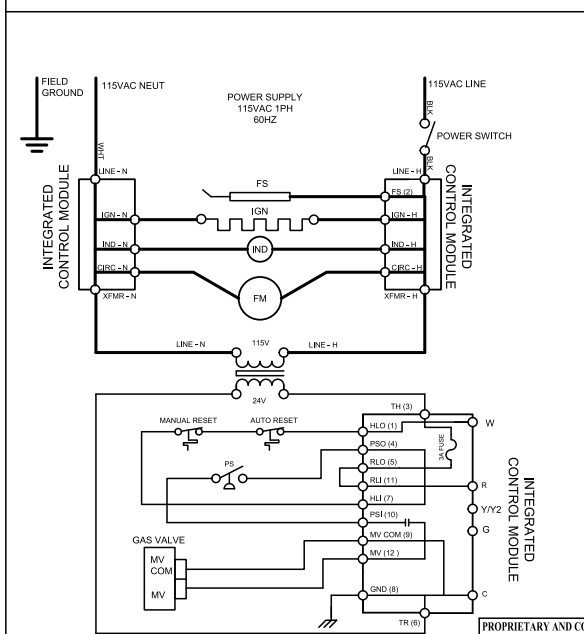 FIELD
GROUND
115VAC NEUT
POWER SUPPLY
115VAC 1PH
60HZ
115VAC LINE
BLK
POWER SWITCH
BLK
WHT
LINE - N
LINE - H
INTEGRATED
CONTROL MODULE
INTEGRATED
CONTROL MODULE
FS
FS (2)
IGN - N
IGN
IGN - H
IND - N
IND
IND - H
CIRC - N
FM
CIRC - H
XFMR - N
XFMR - H
LINE - N
115V
LINE - H
24V
TH (3)
MANUAL RESET
AUTO RESET
HLO (1)
W
PSO (4)
3A FUSE
PS
RLO (5)
RLI (11)
R
HLI (7)
INTEGRATED
CONTROL MODULE
PSI (10)
Y/Y2
GAS VALVE
MV COM (9)
G
MV
COM
MV (12 )
MV
GND (8)
C
TR (6)
PROPRIETARY AND CO